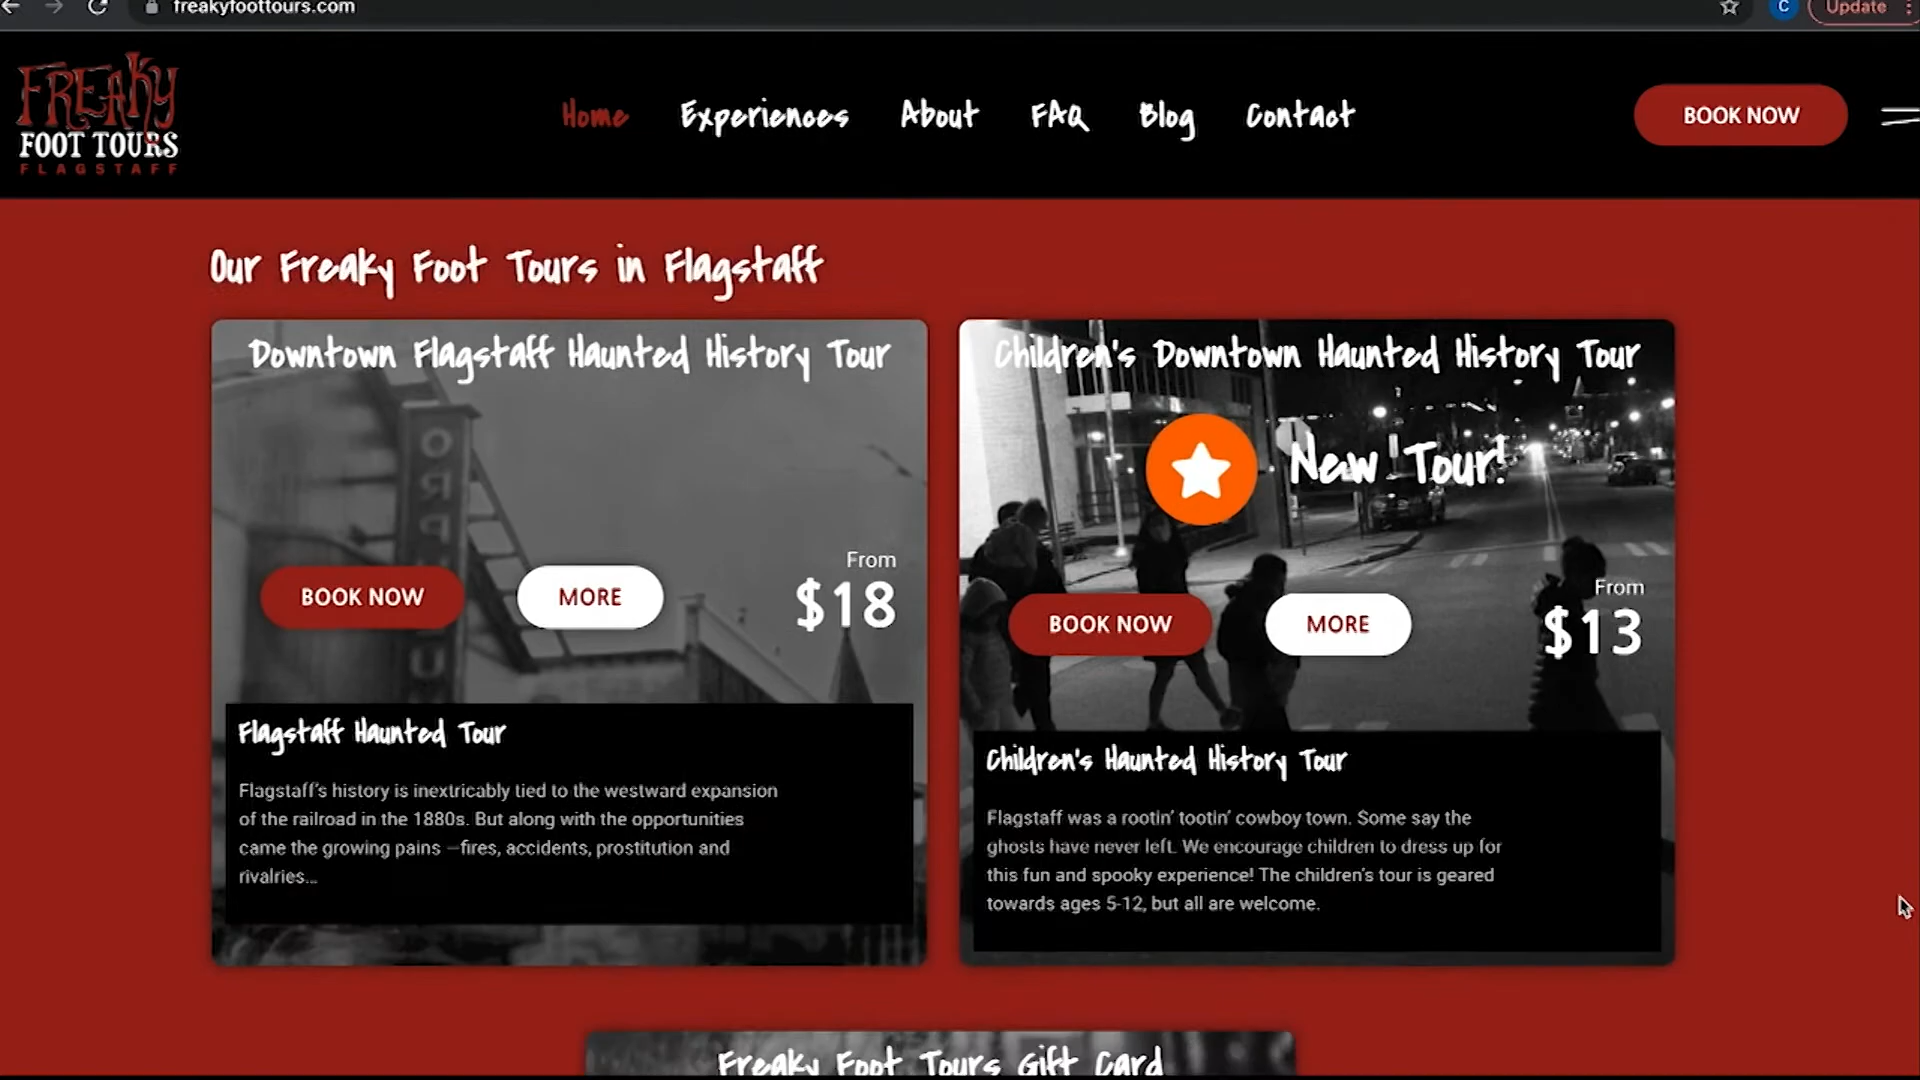 freakyfoottours.com
C
Update
FREAKY
FOOT TOURS
FLAGSTAFF
Home Experiences About FAQ Blog Contact
BOOK NOW
Our Freaky Foot Tours in Flagstaff
Downtown Flagstaff Haunted History Tour
BOOK NOW
MORE
From
$18
Flagstaff Haunted Tour
Flagstaff's history is inextricably tied to the westward expansion
of the railroad in the 1880s. But along with the opportunities
came the growing pains —fires, accidents, prostitution and
rivalries...
Children's Downtown Haunted History Tour
New Tour!
BOOK NOW
MORE
From
$13
Children's Haunted History Tour
Flagstaff was a rootin' tootin' cowboy town. Some say the
ghosts have never left. We encourage children to dress up for
this fun and spooky experience! The children's tour is geared
towards ages 5-12, but all are welcome.
Freaky Foot Tours Gift Card